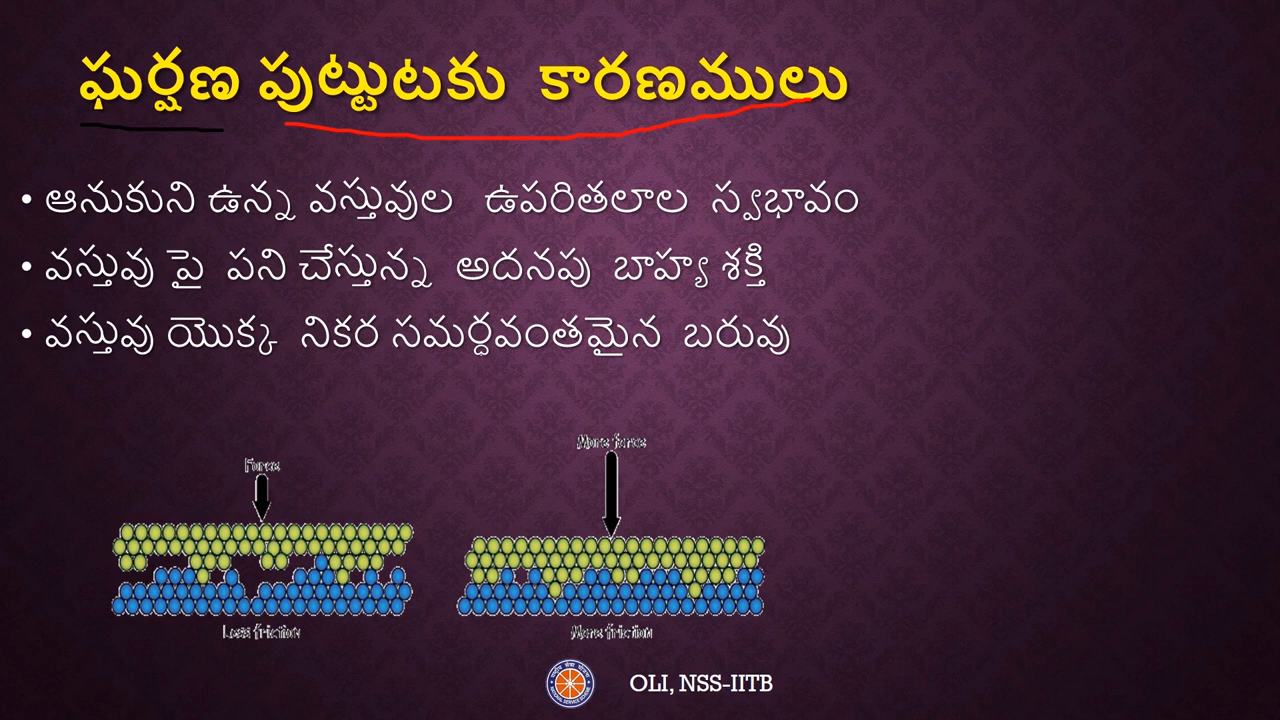 ఘర్షణ పుట్టుటకు కారణములు
• ఆనుకుని ఉన్న వస్తువుల ఉపరితలాల స్వభావం
• వస్తువు పై పని చేస్తున్న అదనపు బాహ్య శక్తి
• వస్తువు యొక్క నికర సమర్ధవంతమైన బరువు
More force
Force
Less friction
More friction
OLI, NSS-IITB